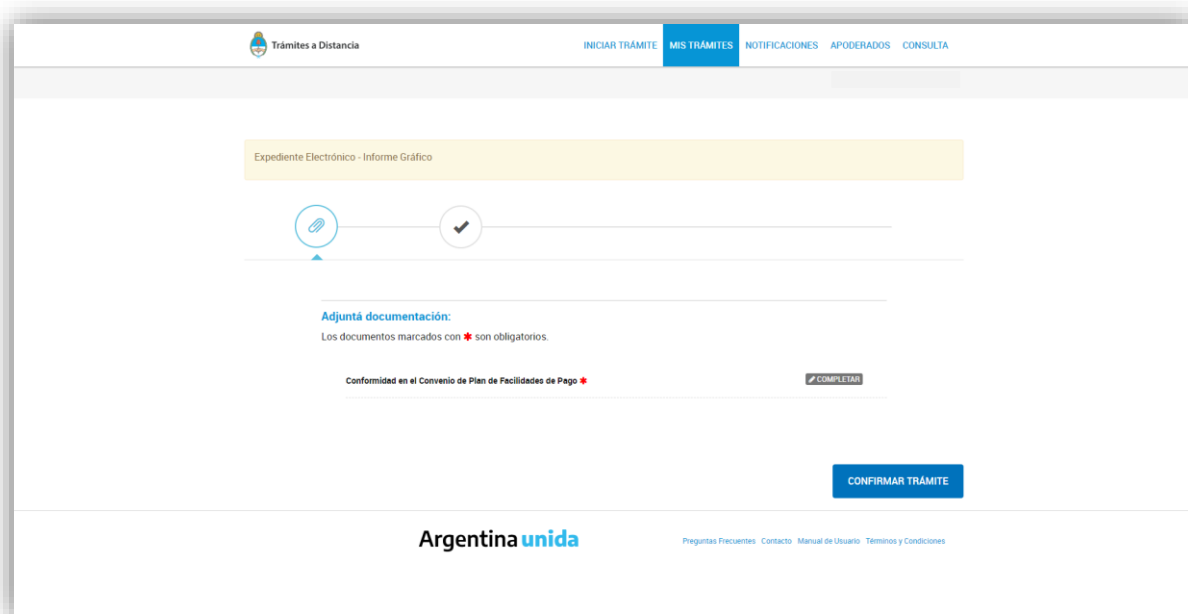 Trámites a Distancia
INICIAR TRÁMITE MIS TRÁMITES NOTIFICACIONES APODERADOS CONSULTA
Expediente Electrónico - Informe Gráfico
Adjuntá documentación:
Los documentos marcados con * son obligatorios.
Conformidad en el Convenio de Plan de Facilidades de Pago *
COMPLETAR
CONFIRMAR TRÁMITE
Argentina unida
Preguntas Frecuentes Contacto Manual de Usuario Términos y Condiciones